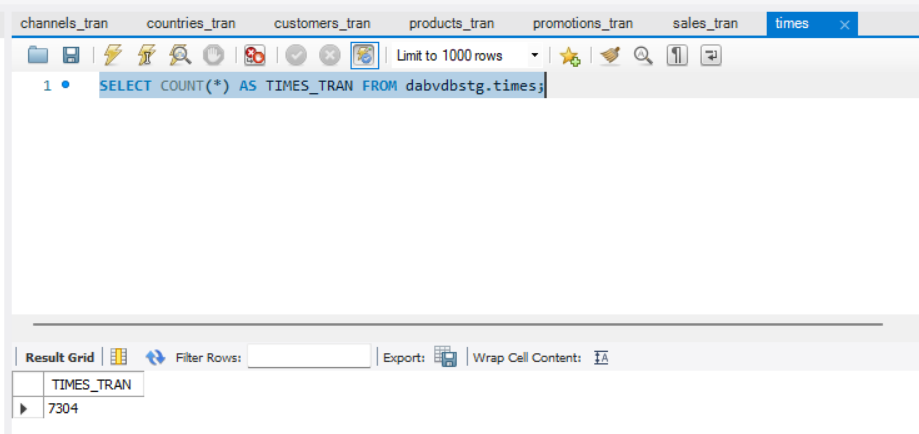 channels_tran countries_tran customers_tran products_tran promotions_tran sales_tran times
Limit to 1000 rows
1 SELECT COUNT(*) AS TIMES_TRAN FROM dabvdbstg.times;
Result Grid Filter Rows: Export: Wrap Cell Content:
TIMES_TRAN
7304